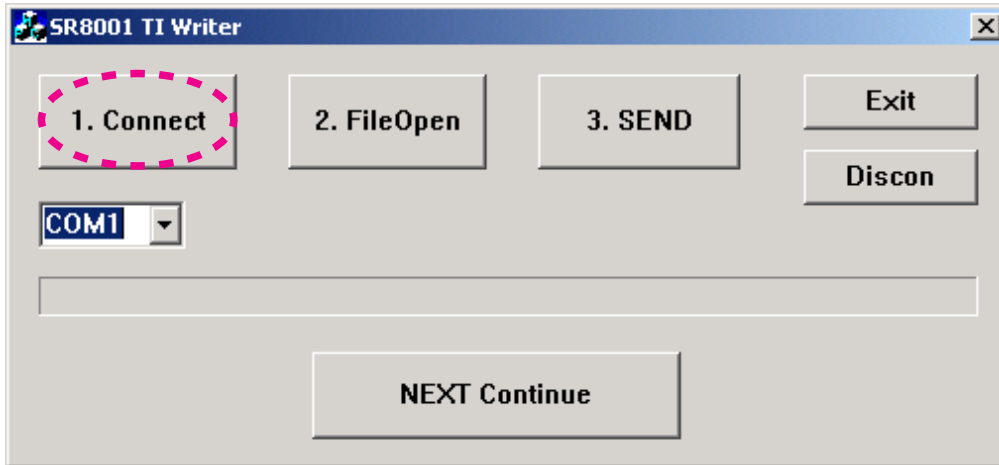 SR8001 TI Writer
1. Connect
2. FileOpen
3. SEND
Exit
Discon
COM1
NEXT Continue